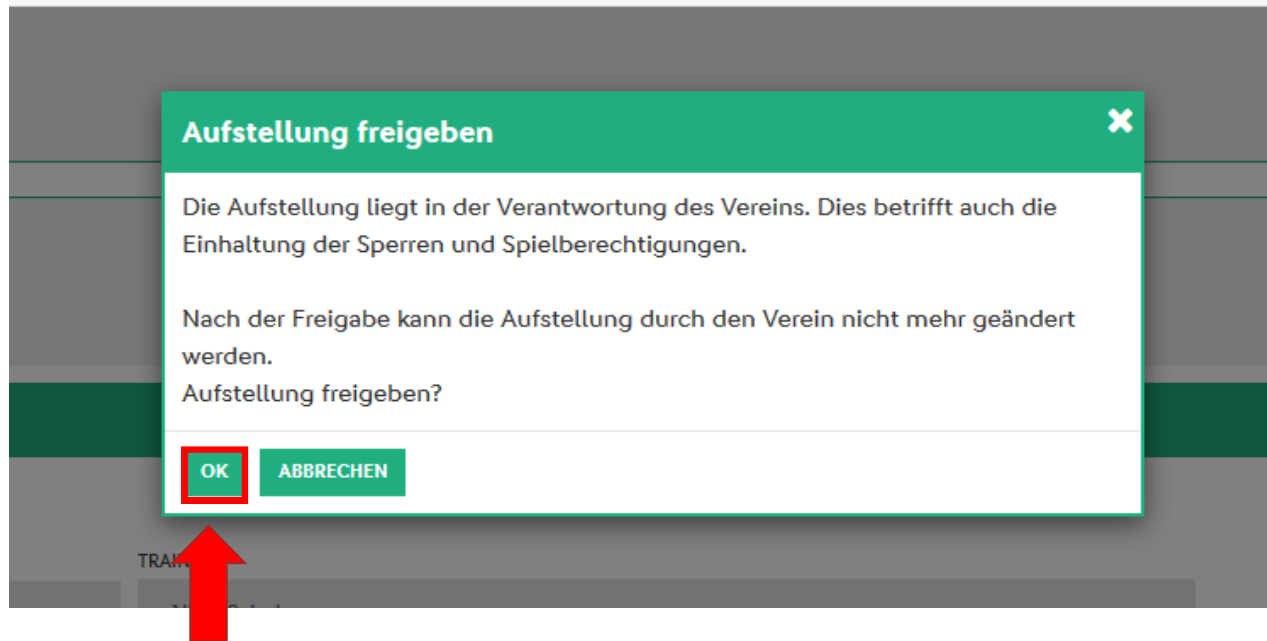 Aufstellung freigeben
Die Aufstellung liegt in der Verantwortung des Vereins. Dies betrifft auch die
Einhaltung der Sperren und Spielberechtigungen.
Nach der Freigabe kann die Aufstellung durch den Verein nicht mehr geändert
werden.
Aufstellung freigeben?
OK ABBRECHEN